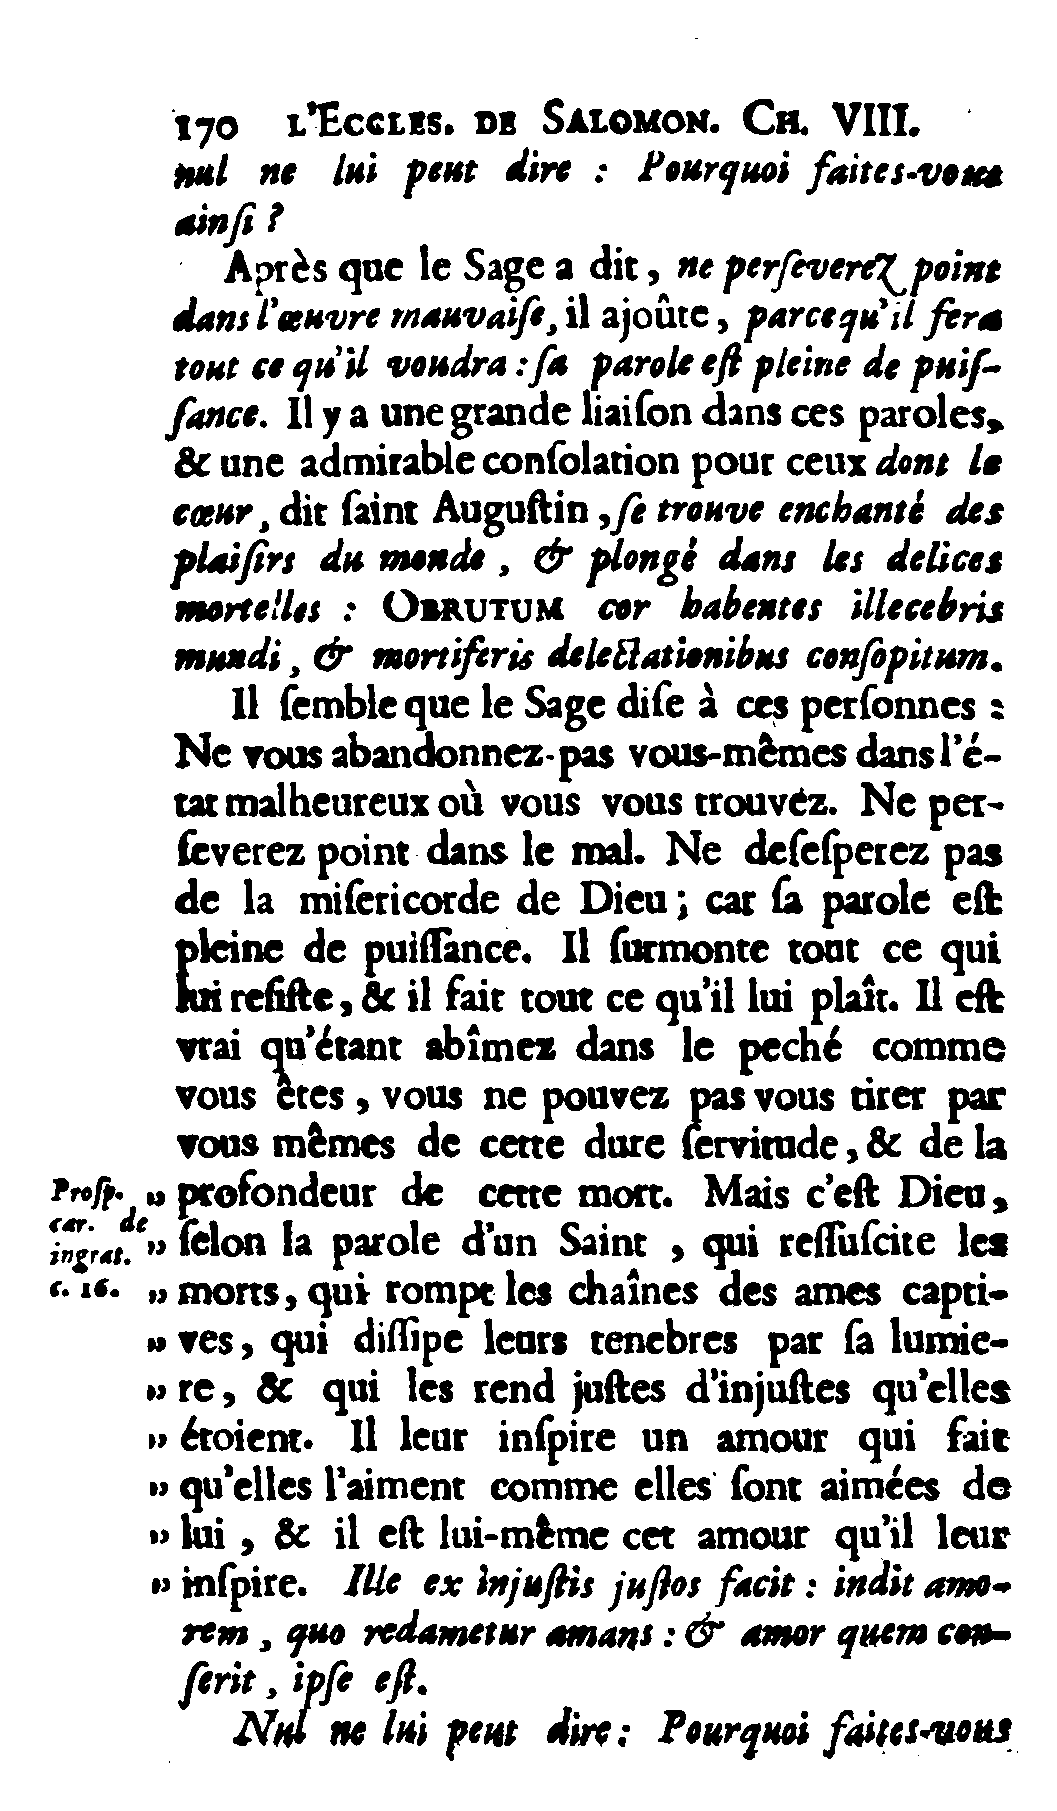 170 L'ECCLES. DE SALOMON. CH. VIII.
nul ne lui peut dire : Pourquoi faites-vous
ainſi ?
Après que le Sage a dit, ne perſeverez point
dans l'œuvre mauvaiſe, il ajoûte, parcequ'il fera
tout ce qu'il voudra : ſa parole eſt pleine de puiſ-
ſance. Il y a une grande liaiſon dans ces paroles,
& une admirable conſolation pour ceux dont le
cœur, dit ſaint Auguſtin, ſe trouve enchanté des
plaiſirs du monde, & plongé dans les delices
mortelles : OBRUTUM cor habentes illecebris
mundi, & mortiferis delectationibus conſopitum.
Il ſemble que le Sage diſe à ces perſonnes :
Ne vous abandonnez-pas vous-mêmes dans l'é-
tat malheureux où vous vous trouvéz. Ne per-
ſeverez point dans le mal. Ne deſeſperez pas
de la miſericorde de Dieu ; car ſa parole eſt
pleine de puiſſance. Il ſurmonte tout ce qui
lui reſiſte, & il fait tout ce qu'il lui plaît. Il eſt
vrai qu'étant abîmez dans le peché comme
vous êtes, vous ne pouvez pas vous tirer par
vous mêmes de cette dure ſervitude, & de la
Proſp. " profondeur de cette mort. Mais c'eſt Dieu,
car. de
ingrat. " ſelon la parole d'un Saint, qui reſſuſcite les
c. 16. " morts, qui rompt les chaînes des ames capti-
" ves, qui diſſipe leurs tenebres par ſa lumie-
" re, & qui les rend juſtes d'injuſtes qu'elles
" étoient. Il leur inſpire un amour qui fait
" qu'elles l'aiment comme elles ſont aimées de
" lui, & il eſt lui-même cet amour qu'il leur
" inſpire. Ille ex injuſtis juſtos facit : indit amo-
rem, quo redametur amans : & amor quem con-
ſerit, ipſe eſt.
Nul ne lui peut dire : Pourquoi faites-vous